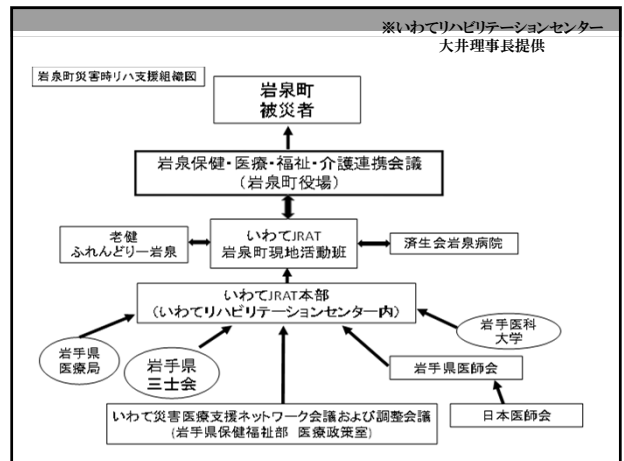 ※いわてリハビリテーションセンター
大井理事長提供
岩泉町災害時リハ支援組織図
岩泉町
被災者
岩泉保健・医療・福祉・介護連携会議
（岩泉町役場）
老健
ふれんどりー岩泉
いわてJRAT
岩泉町現地活動班
済生会岩泉病院
いわてJRAT本部
（いわてリハビリテーションセンター内）
岩手県
医療局
岩手県
三士会
岩手医科
大学
岩手県医師会
いわて災害医療支援ネットワーク会議および調整会議
(岩手県保健福祉部 医療政策室)
日本医師会